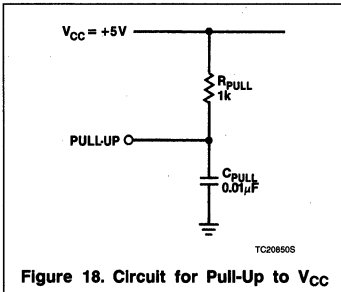 VCC = +5V
RPULL
1k
PULL-UP
CPULL
0.01μF
TC20850S
Figure 18. Circuit for Pull-Up to VCC